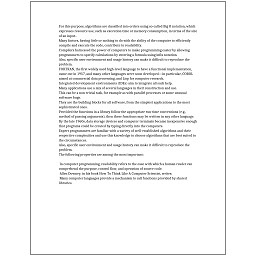 For this purpose, algorithms are classified into orders using so-called Big O notation, which
expresses resource use, such as execution time or memory consumption, in terms of the size
of an input.
Many factors, having little or nothing to do with the ability of the computer to efficiently
compile and execute the code, contribute to readability.
Compilers harnessed the power of computers to make programming easier by allowing
programmers to specify calculations by entering a formula using infix notation.
Also, specific user environment and usage history can make it difficult to reproduce the
problem.
FORTRAN, the first widely used high-level language to have a functional implementation,
came out in 1957, and many other languages were soon developed—in particular, COBOL
aimed at commercial data processing, and Lisp for computer research.
Integrated development environments (IDEs) aim to integrate all such help.
Many applications use a mix of several languages in their construction and use.
This can be a non-trivial task, for example as with parallel processes or some unusual
software bugs.
They are the building blocks for all software, from the simplest applications to the most
sophisticated ones.
Provided the functions in a library follow the appropriate run-time conventions (e.g.,
method of passing arguments), then these functions may be written in any other language.
By the late 1960s, data storage devices and computer terminals became inexpensive enough
that programs could be created by typing directly into the computers.
Expert programmers are familiar with a variety of well-established algorithms and their
respective complexities and use this knowledge to choose algorithms that are best suited to
the circumstances.
Also, specific user environment and usage history can make it difficult to reproduce the
problem.
The following properties are among the most important:
In computer programming, readability refers to the ease with which a human reader can
comprehend the purpose, control flow, and operation of source code.
Allen Downey, in his book How To Think Like A Computer Scientist, writes:
Many computer languages provide a mechanism to call functions provided by shared
libraries.